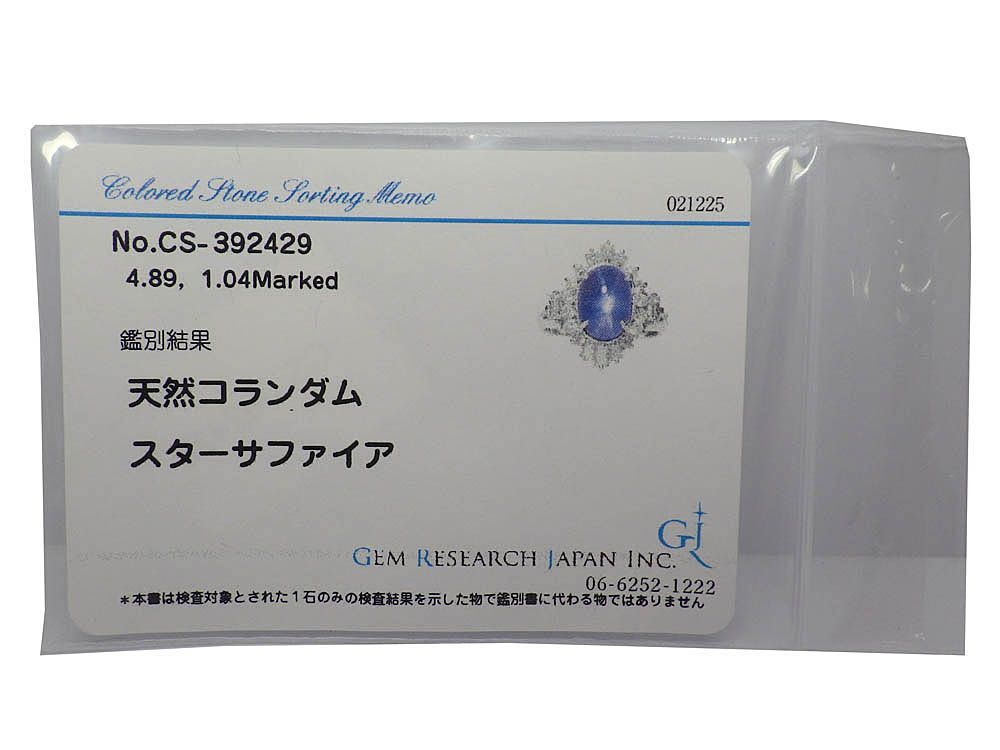 Colored Stone Sorting Memo
021225
No.CS-392429
4.89, 1.04Marked
鑑別結果
天然コランダム
スターサファイア
GJ
GEM RESEARCH JAPAN INC.
06-6252-1222
*本書は検査対象とされた1石のみの検査結果を示した物で鑑別書に代わる物ではありません